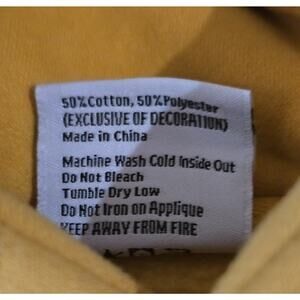 50%Cotton, 50%Polyester
(EXCLUSIVE OF DECORATION)
Made in China
Machine Wash Cold Inside Out
Do Not Bleach
Tumble Dry Low
Do Not Iron on Applique
KEEP AWAY FROM FIRE